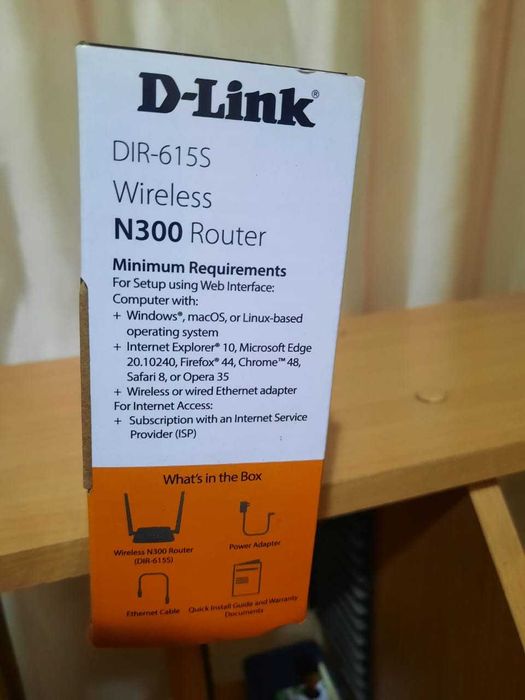 D-Link®
DIR-615S
Wireless
N300 Router
Minimum Requirements
For Setup using Web Interface:
Computer with:
+ Windows®, macOS, or Linux-based
operating system
+ Internet Explorer® 10, Microsoft Edge
20.10240, Firefox® 44, Chrome™ 48,
Safari 8, or Opera 35
+ Wireless or wired Ethernet adapter
For Internet Access:
+ Subscription with an Internet Service
Provider (ISP)
What's in the Box
Wireless N300 Router
(DIR-615S)
Power Adapter
Ethernet Cable
Quick Install Guide and Warranty
Documents